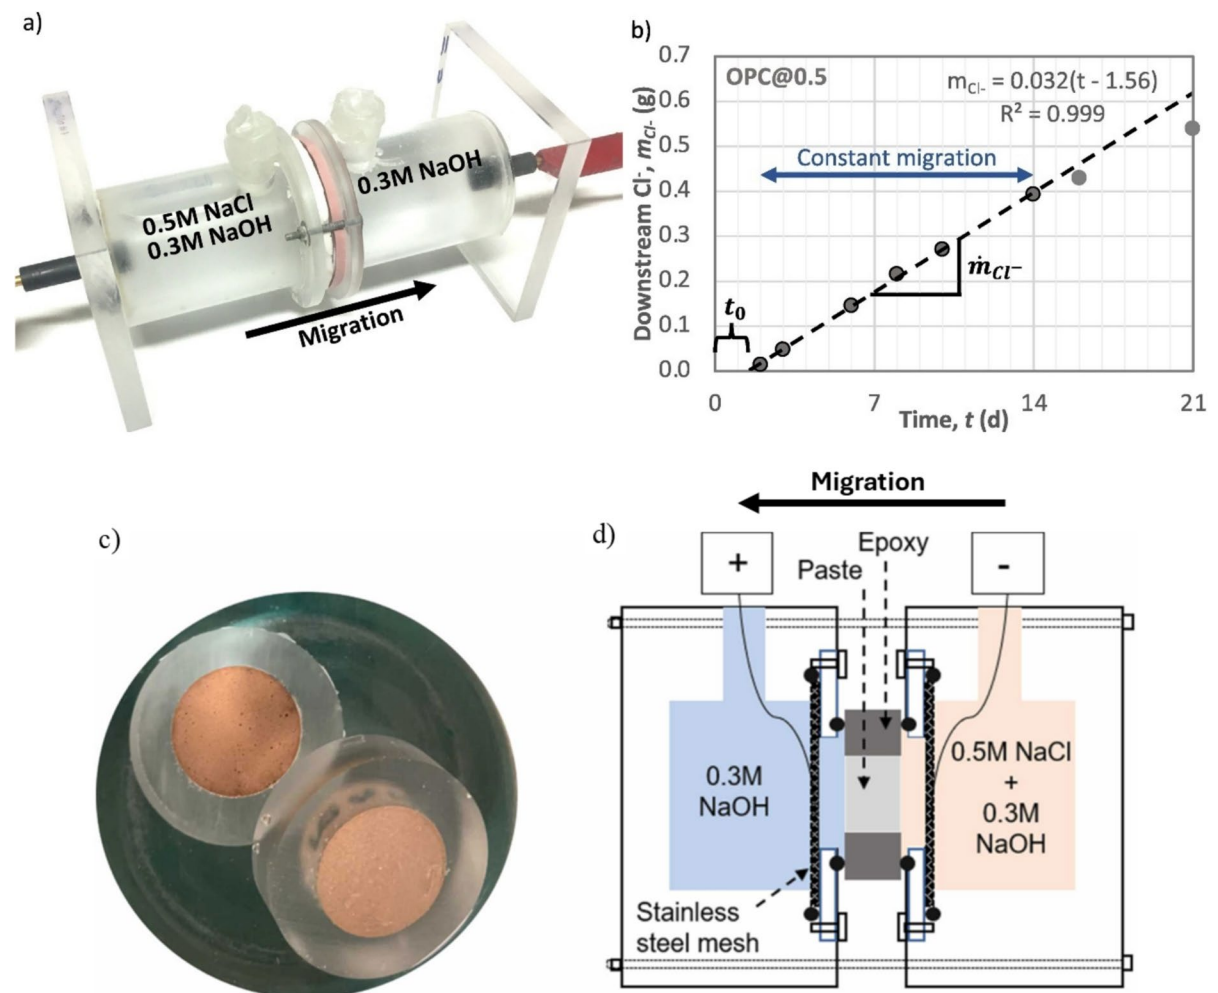 a)
0.5M NaCl
0.3M NaOH
0.3M NaOH
Migration
b)
OPC@0.5
m_Cl- = 0.032(t - 1.56)
R² = 0.999
Constant migration
ṁ_Cl⁻
t₀
Downstream Cl⁻, m_Cl- (g)
0.7
0.6
0.5
0.4
0.3
0.2
0.1
0.0
0
7
14
21
Time, t (d)
c)
d)
Migration
+
-
Epoxy
Paste
0.3M
NaOH
0.5M NaCl
+
0.3M
NaOH
Stainless
steel mesh